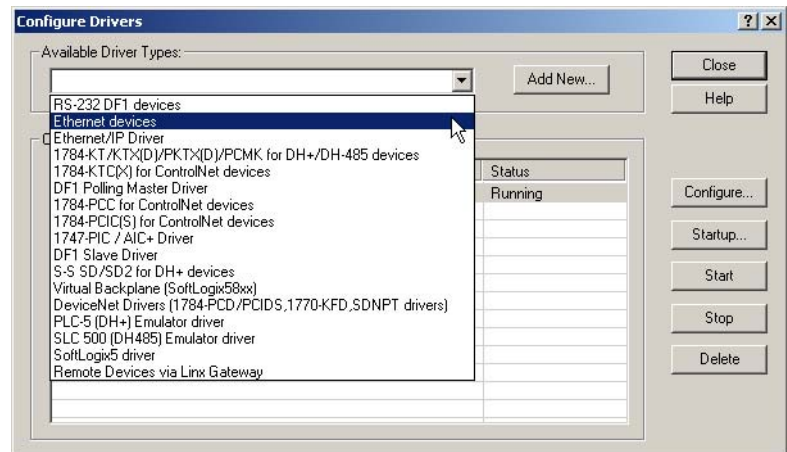 Configure Drivers
Available Driver Types:
Add New...
Close
Help
RS-232 DF1 devices
Ethernet devices
Ethernet/IP Driver
1784-KT/KTX(D)/PKTX(D)/PCMK for DH+/DH-485 devices
1784-KTC(X) for ControlNet devices
DF1 Polling Master Driver
1784-PCC for ControlNet devices
1784-PCIC(S) for ControlNet devices
1747-PIC / AIC+ Driver
DF1 Slave Driver
S-S SD/SD2 for DH+ devices
Virtual Backplane (SoftLogix58xx)
DeviceNet Drivers (1784-PCD/PCIDS,1770-KFD,SDNPT drivers)
PLC-5 (DH+) Emulator driver
SLC 500 (DH485) Emulator driver
SoftLogix5 driver
Remote Devices via Linx Gateway
Status
Running
Configure...
Startup...
Start
Stop
Delete